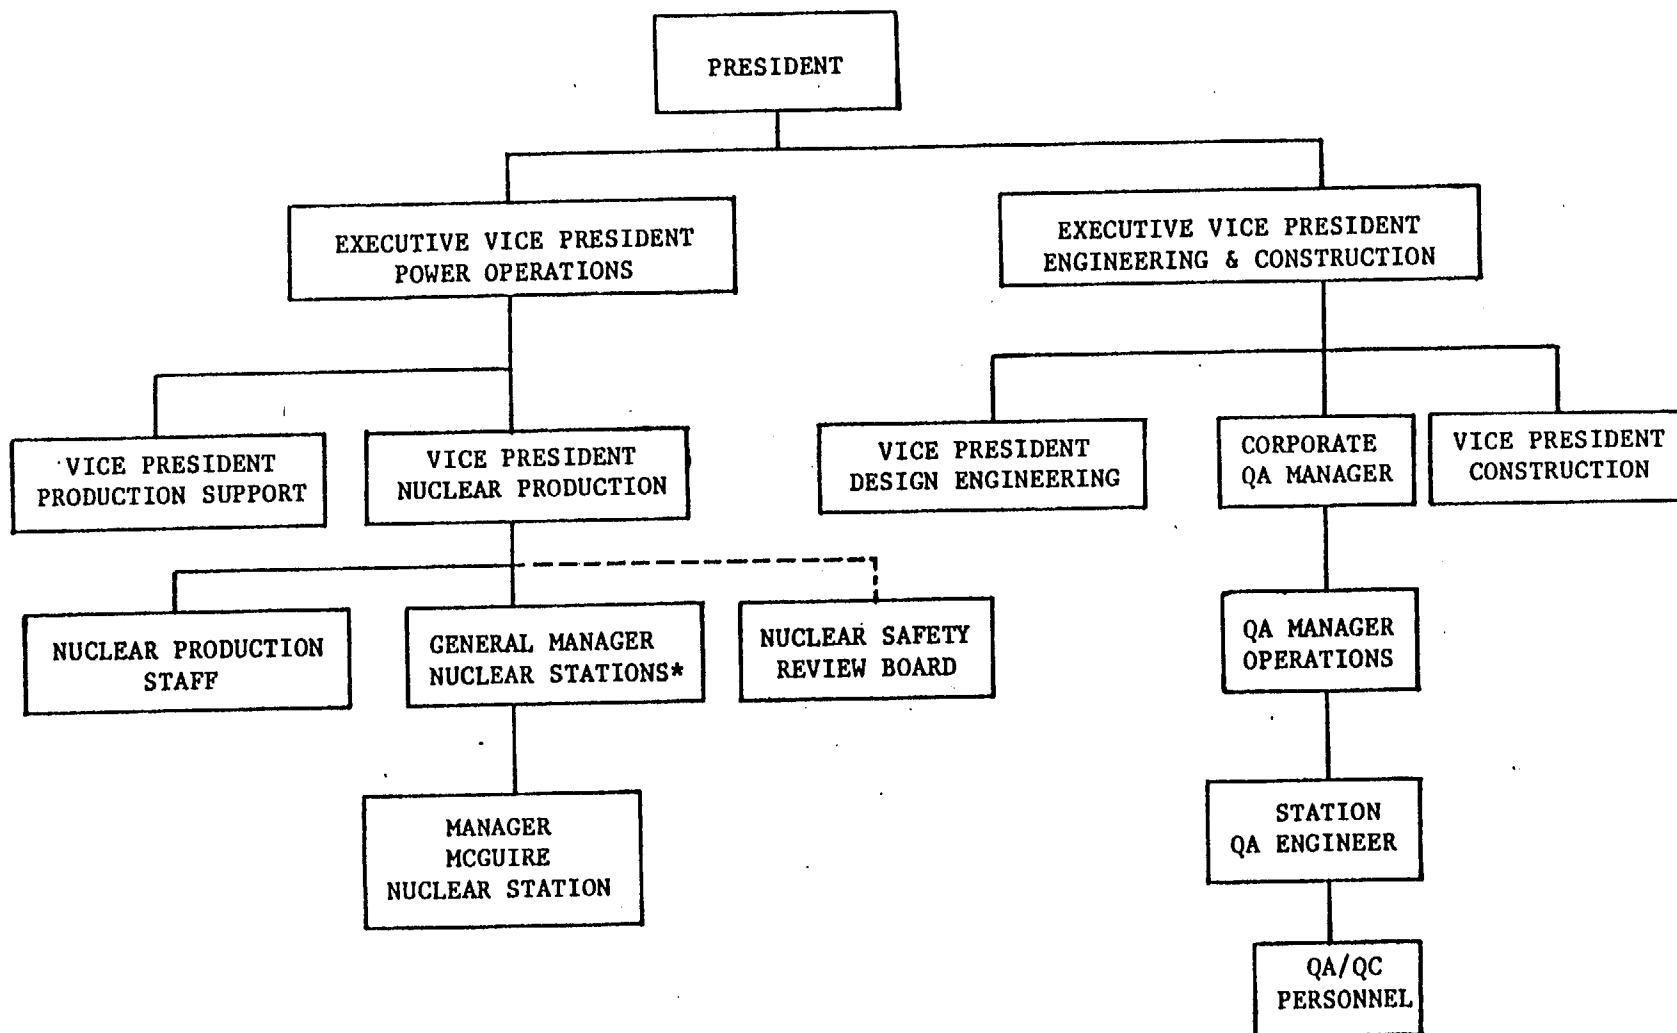 PRESIDENT
EXECUTIVE VICE PRESIDENT
POWER OPERATIONS
EXECUTIVE VICE PRESIDENT
ENGINEERING & CONSTRUCTION
VICE PRESIDENT
PRODUCTION SUPPORT
VICE PRESIDENT
NUCLEAR PRODUCTION
VICE PRESIDENT
DESIGN ENGINEERING
CORPORATE
QA MANAGER
VICE PRESIDENT
CONSTRUCTION
NUCLEAR PRODUCTION
STAFF
GENERAL MANAGER
NUCLEAR STATIONS*
NUCLEAR SAFETY
REVIEW BOARD
QA MANAGER
OPERATIONS
MANAGER
MCGUIRE
NUCLEAR STATION
STATION
QA ENGINEER
QA/QC
PERSONNEL